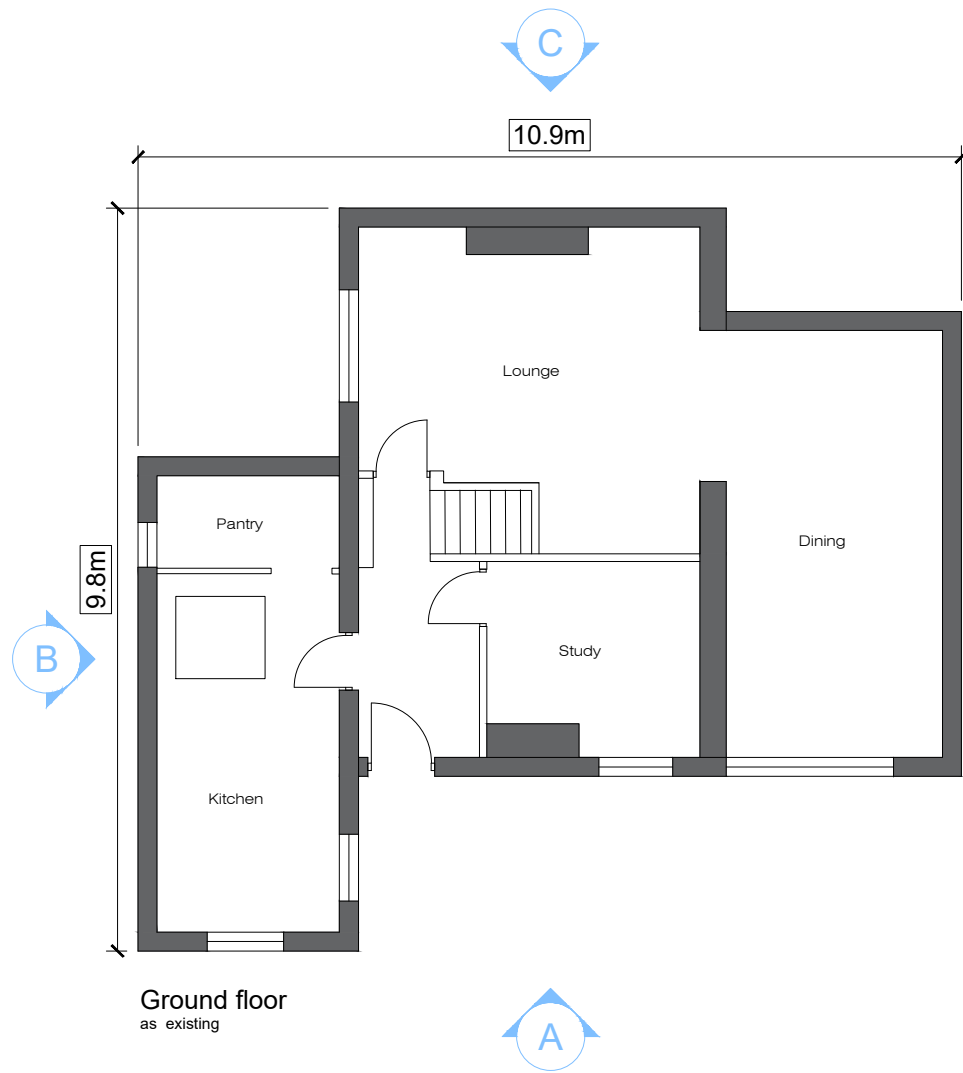 C
10.9m
Lounge
Pantry
Dining
9.8m
B
Study
Kitchen
Ground floor
as existing
A